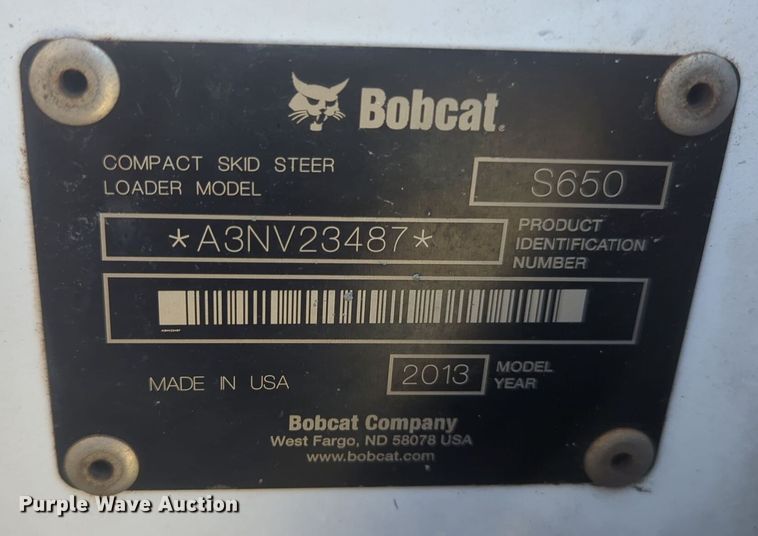 Bobcat
COMPACT SKID STEER
LOADER MODEL
S650
*A3NV23487*
PRODUCT
IDENTIFICATION
NUMBER
A3NV23487
MADE IN USA
2013
MODEL
YEAR
Bobcat Company
West Fargo, ND 58078 USA
www.bobcat.com
Purple Wave Auction